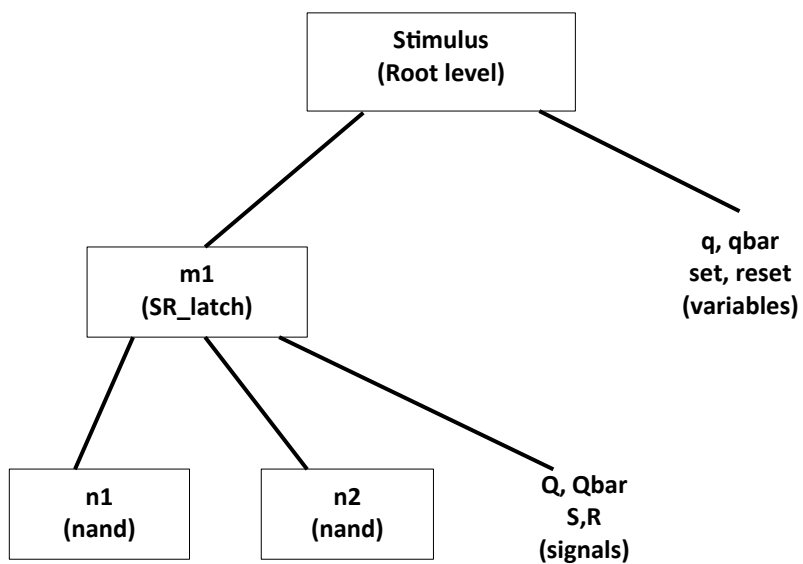 Stimulus
(Root level)
q, qbar
set, reset
(variables)
m1
(SR_latch)
n1
(nand)
n2
(nand)
Q, Qbar
S,R
(signals)